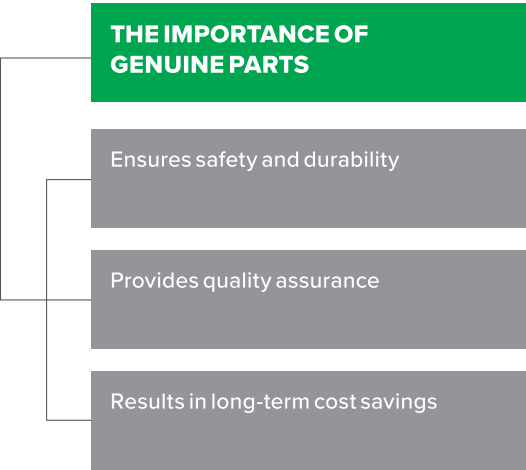 THE IMPORTANCE OF
GENUINE PARTS
Ensures safety and durability
Provides quality assurance
Results in long-term cost savings